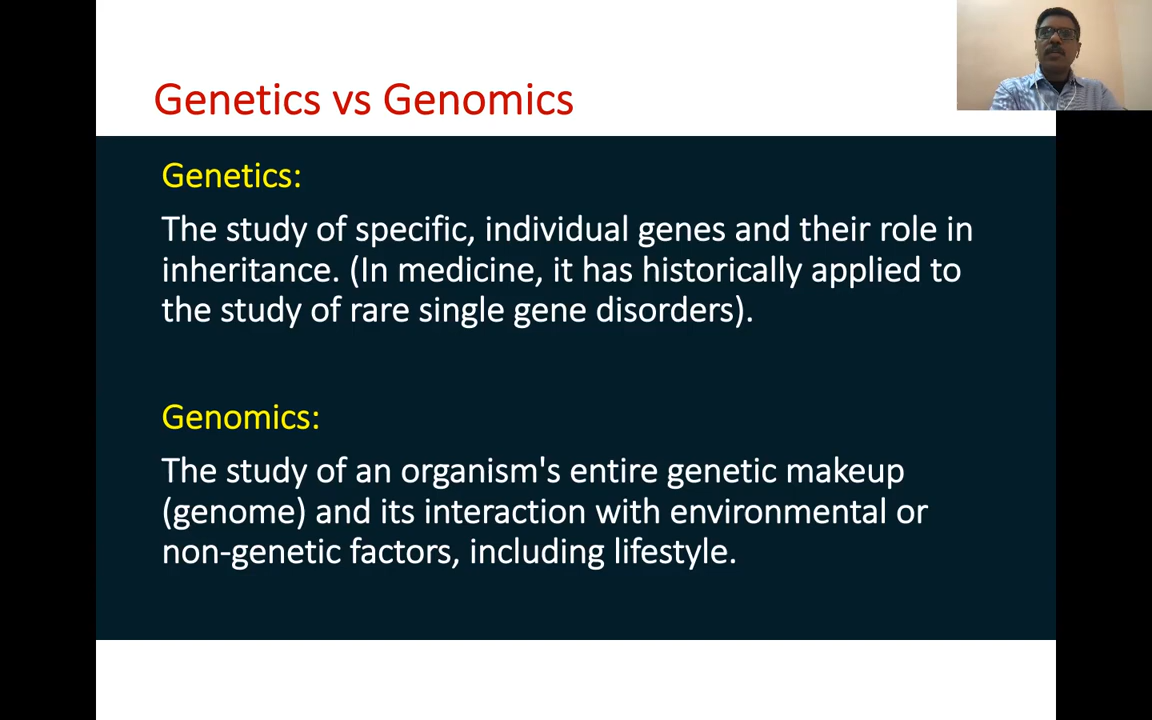 Genetics vs Genomics
Genetics:
The study of specific, individual genes and their role in
inheritance. (In medicine, it has historically applied to
the study of rare single gene disorders).
Genomics:
The study of an organism's entire genetic makeup
(genome) and its interaction with environmental or
non-genetic factors, including lifestyle.